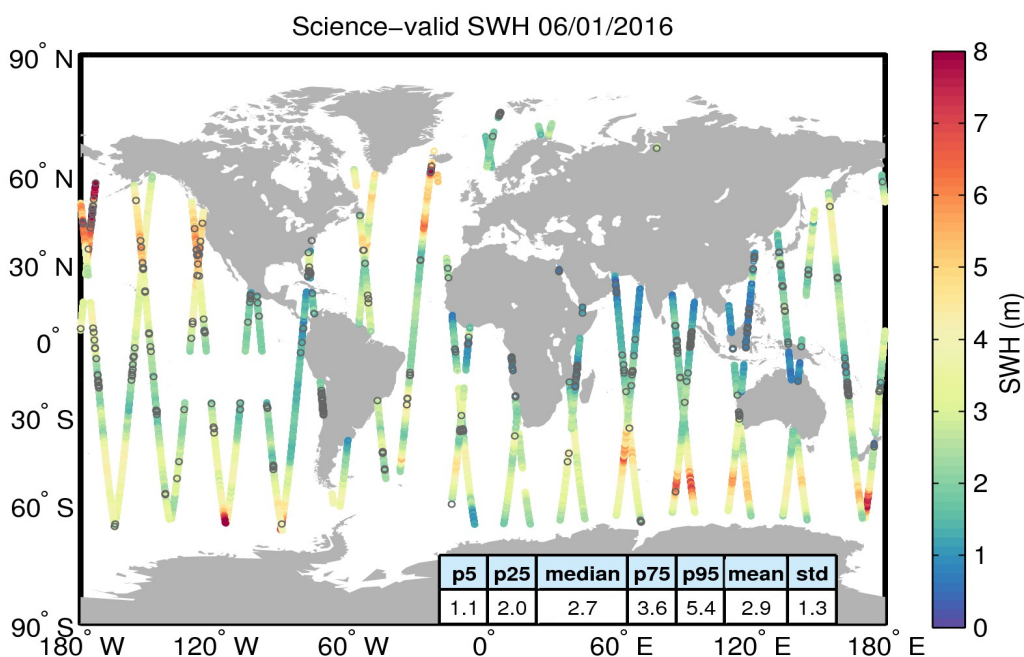 Science−valid SWH 06/01/2016
90° N
60° N
30° N
0°
30° S
60° S
90° S
180° W
120° W
60° W
0°
60° E
120° E
180° E
p5 p25 median p75 p95 mean std
1.1 2.0 2.7 3.6 5.4 2.9 1.3
8
7
6
5
4
3
2
1
0
SWH (m)